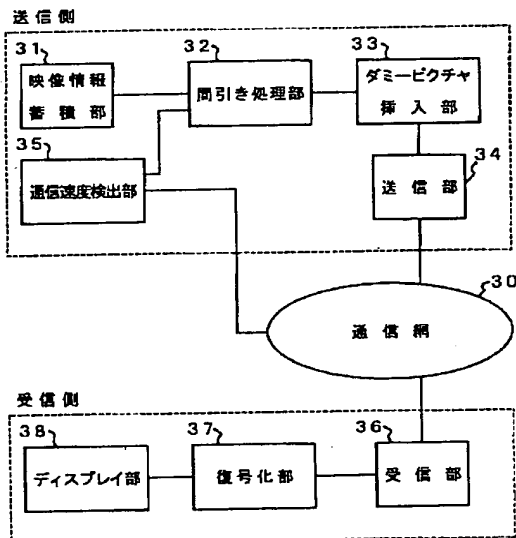 送信側
31
映像情報
蓄積部
32
間引き処理部
33
ダミーピクチャ
挿入部
35
通信速度検出部
34
送信部
30
通信網
受信側
38
ディスプレイ部
37
復号化部
36
受信部